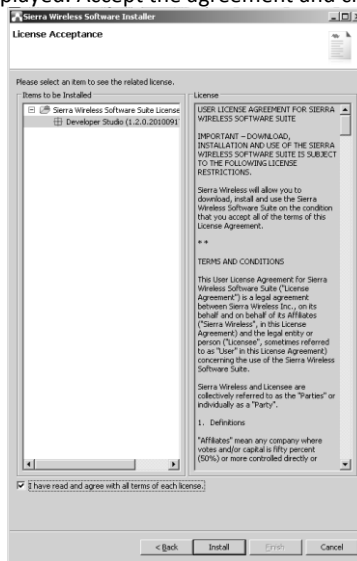 played. Accept the agreement and c
Sierra Wireless Software Installer
License Acceptance
Please select an item to see the related license.
Items to be Installed
Sierra Wireless Software Suite License
Developer Studio (1.2.0.2010091
License
USER LICENSE AGREEMENT FOR SIERRA
WIRELESS SOFTWARE SUITE
IMPORTANT – DOWNLOAD,
INSTALLATION AND USE OF THE SIERRA
WIRELESS SOFTWARE SUITE IS SUBJECT
TO THE FOLLOWING LICENSE
RESTRICTIONS.
Sierra Wireless will allow you to
download, install and use the Sierra
Wireless Software Suite on the condition
that you accept all of the terms of this
License Agreement.
* *
TERMS AND CONDITIONS
This User License Agreement for Sierra
Wireless Software Suite ("License
Agreement") is a legal agreement
between Sierra Wireless Inc., on its
behalf and on behalf of its Affiliates
("Sierra Wireless", in this License
Agreement) and the legal entity or
person ("Licensee", sometimes referred
to as "User" in this License Agreement)
concerning the use of the Sierra Wireless
Software Suite.
Sierra Wireless and Licensee are
collectively referred to as the "Parties" or
individually as a "Party".
1. Definitions
"Affiliates" mean any company where
votes and/or capital is fifty percent
(50%) or more controlled directly or
I have read and agree with all terms of each license.
< Back
Install
Finish
Cancel